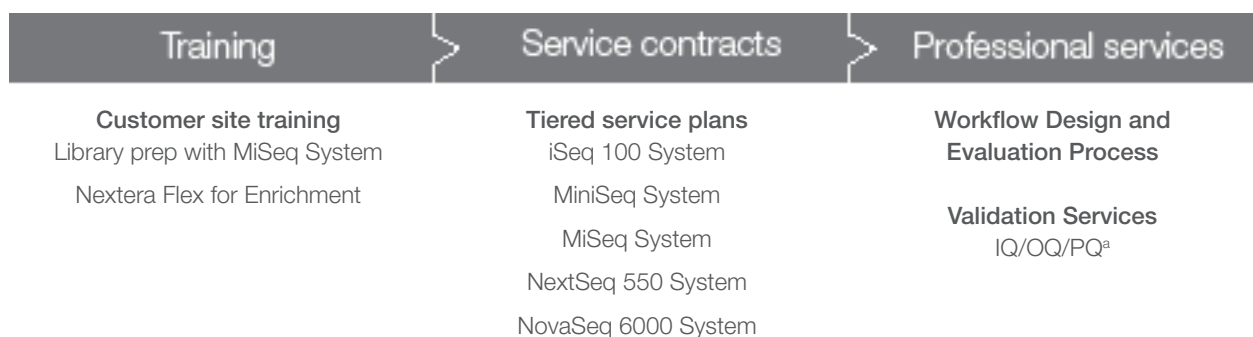 Training
Service contracts
Professional services
Customer site training
Library prep with MiSeq System
Nextera Flex for Enrichment
Tiered service plans
iSeq 100 System
MiniSeq System
MiSeq System
NextSeq 550 System
NovaSeq 6000 System
Workflow Design and
Evaluation Process
Validation Services
IQ/OQ/PQᵃ